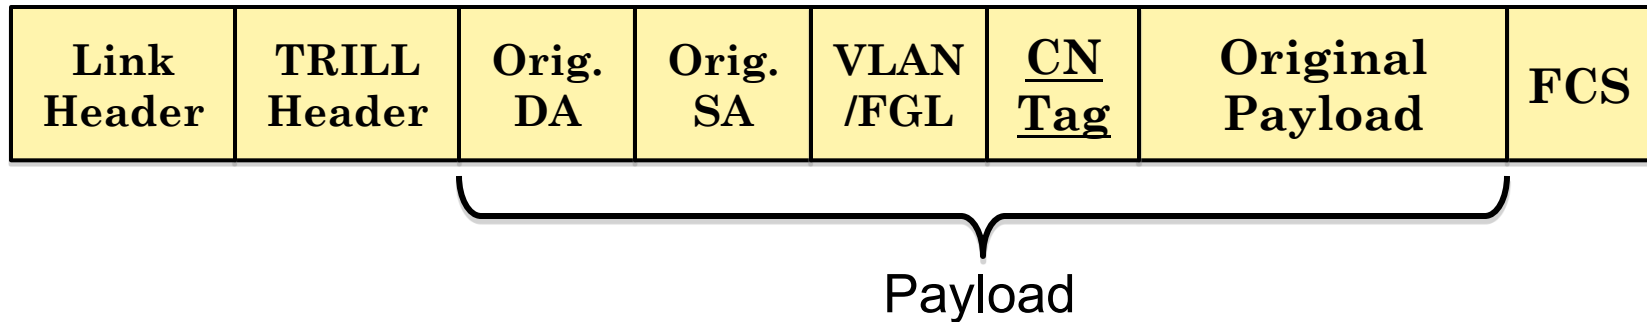 Link
Header
TRILL
Header
Orig.
DA
Orig.
SA
VLAN
/FGL
CN
Tag
Original
Payload
FCS
Payload